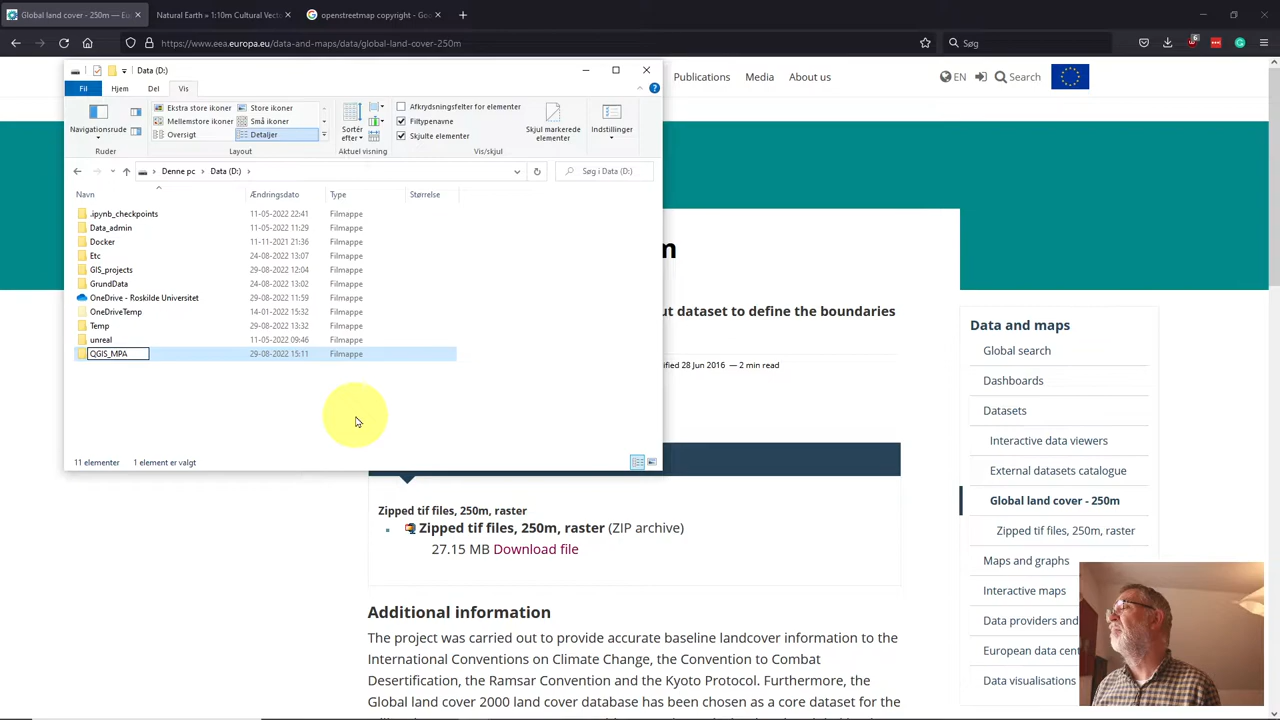 Global land cover - 250m — Eu
Natural Earth » 1:10m Cultural Vector
openstreetmap copyright - Goo
https://www.eea.europa.eu/data-and-maps/data/global-land-cover-250m
Søg
Data (D:)
Fil
Hjem
Del
Vis
Publications
Media
About us
EN
Search
Navigationsrude
Ekstra store ikoner
Store ikoner
Mellemstore ikoner
Små ikoner
Oversigt
Detaljer
Sortér efter
Afkrydsningsfelter for elementer
Filtypenavne
Skjulte elementer
Skjul markerede elementer
Indstillinger
Ruder
Layout
Aktuel visning
Vis/skjul
Denne pc > Data (D:) >
Søg i Data (D:)
Navn
Ændringsdato
Type
Størrelse
.ipynb_checkpoints 11-05-2022 22:41 Filmappe
Data_admin 11-05-2022 11:29 Filmappe
Docker 11-11-2021 21:36 Filmappe
Etc 24-08-2022 13:07 Filmappe
GIS_projects 29-08-2022 12:04 Filmappe
GrundData 24-08-2022 13:02 Filmappe
OneDrive - Roskilde Universitet 29-08-2022 11:59 Filmappe
OneDriveTemp 14-01-2022 15:32 Filmappe
Temp 29-08-2022 13:32 Filmappe
unreal 11-05-2022 09:46 Filmappe
QGIS_MPA 29-08-2022 15:11 Filmappe
11 elementer
1 element er valgt
m
ut dataset to define the boundaries
ified 28 Jun 2016 — 2 min read
Zipped tif files, 250m, raster
Zipped tif files, 250m, raster (ZIP archive)
27.15 MB Download file
Additional information
The project was carried out to provide accurate baseline landcover information to the
International Conventions on Climate Change, the Convention to Combat
Desertification, the Ramsar Convention and the Kyoto Protocol. Furthermore, the
Global land cover 2000 land cover database has been chosen as a core dataset for the
Data and maps
Global search
Dashboards
Datasets
Interactive data viewers
External datasets catalogue
Global land cover - 250m
Zipped tif files, 250m, raster
Maps and graphs
Interactive maps
Data providers and
European data cent
Data visualisations